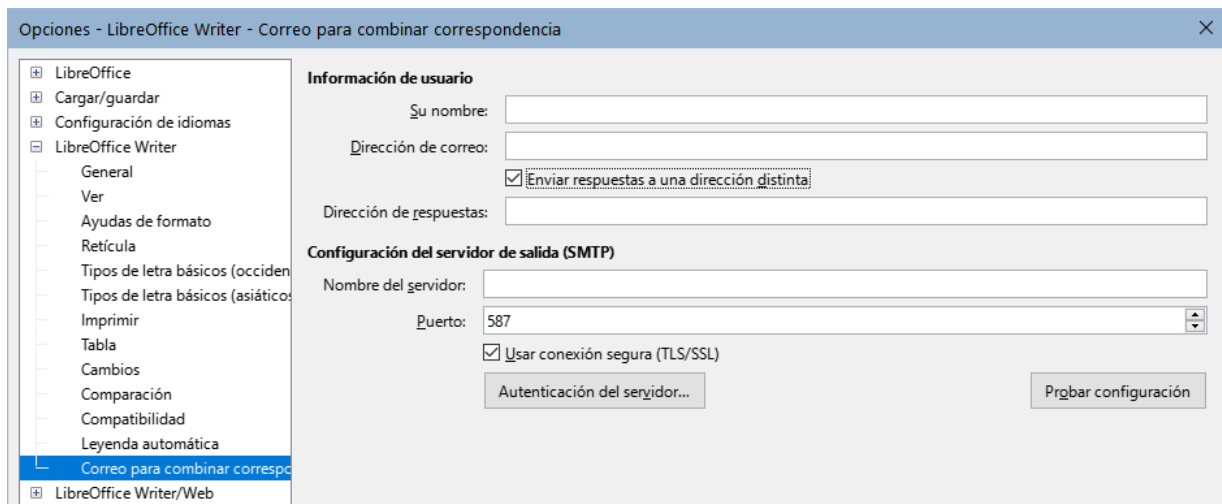 Opciones - LibreOffice Writer - Correo para combinar correspondencia
LibreOffice
Cargar/guardar
Configuración de idiomas
LibreOffice Writer
General
Ver
Ayudas de formato
Retícula
Tipos de letra básicos (occiden
Tipos de letra básicos (asiáticos
Imprimir
Tabla
Cambios
Comparación
Compatibilidad
Leyenda automática
Correo para combinar correspo
LibreOffice Writer/Web
Información de usuario
Su nombre:
Dirección de correo:
Enviar respuestas a una dirección distinta
Dirección de respuestas:
Configuración del servidor de salida (SMTP)
Nombre del servidor:
Puerto: 587
Usar conexión segura (TLS/SSL)
Autenticación del servidor... Probar configuración